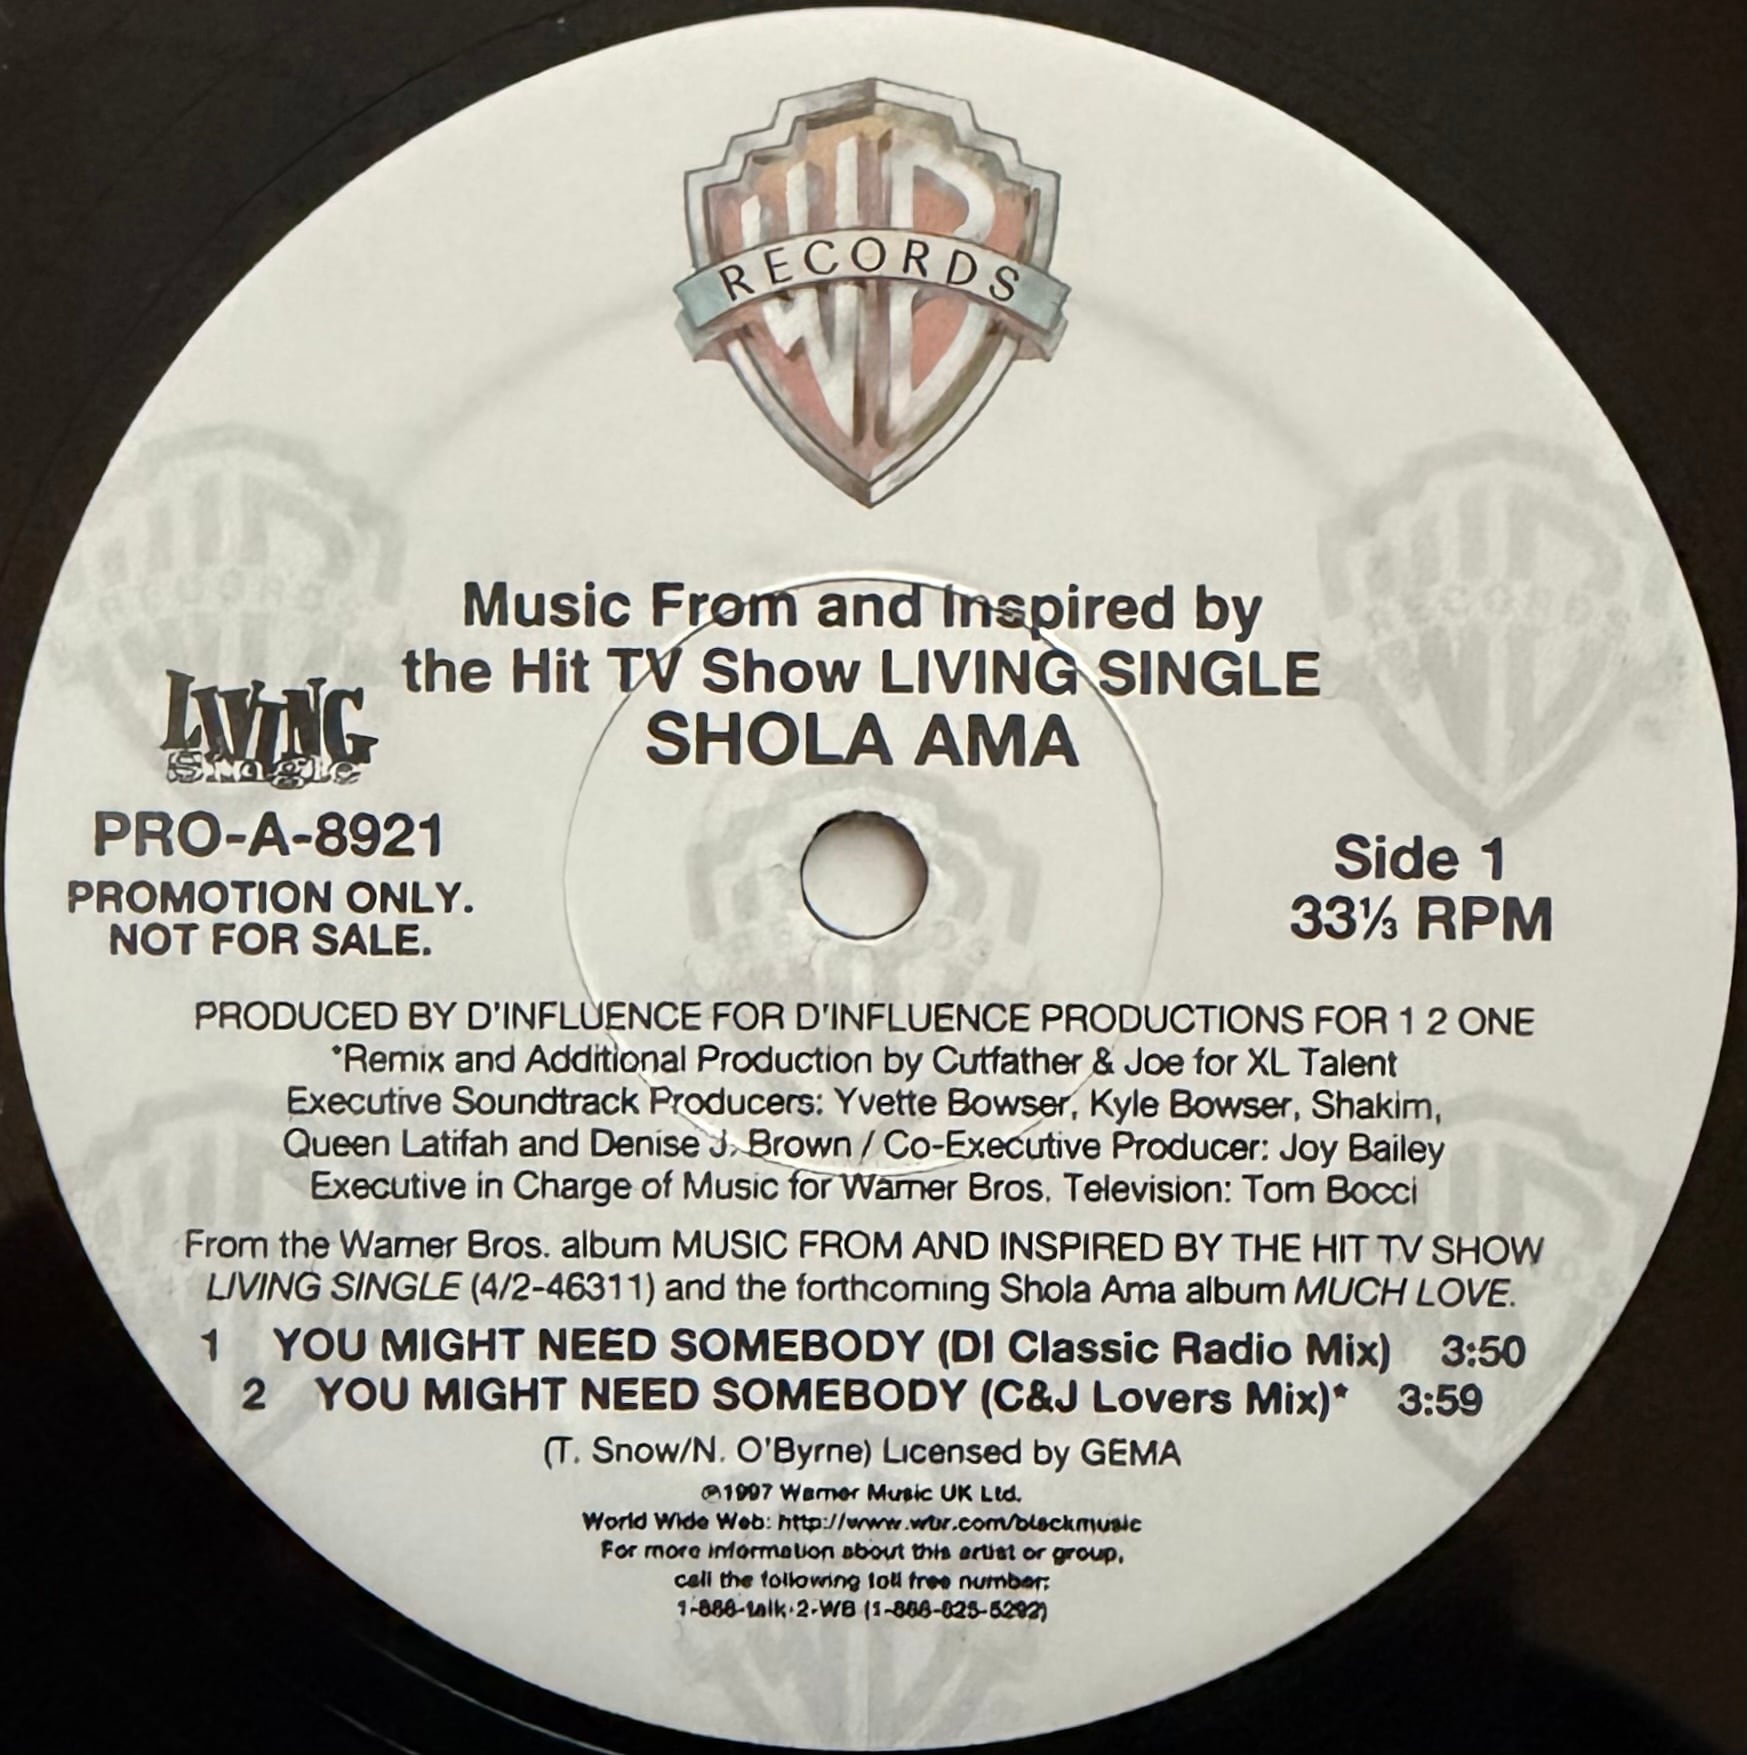 WB
RECORDS
Music From and Inspired by
the Hit TV Show LIVING SINGLE
SHOLA AMA
LIVING
Single
PRO-A-8921
PROMOTION ONLY.
NOT FOR SALE.
Side 1
33⅓ RPM
PRODUCED BY D'INFLUENCE FOR D'INFLUENCE PRODUCTIONS FOR 1 2 ONE
*Remix and Additional Production by Cutfather & Joe for XL Talent
Executive Soundtrack Producers: Yvette Bowser, Kyle Bowser, Shakim,
Queen Latifah and Denise J. Brown / Co-Executive Producer: Joy Bailey
Executive in Charge of Music for Warner Bros. Television: Tom Bocci
From the Warner Bros. album MUSIC FROM AND INSPIRED BY THE HIT TV SHOW
LIVING SINGLE (4/2-46311) and the forthcoming Shola Ama album MUCH LOVE.
1 YOU MIGHT NEED SOMEBODY (DI Classic Radio Mix) 3:50
2 YOU MIGHT NEED SOMEBODY (C&J Lovers Mix)* 3:59
(T. Snow/N. O'Byrne) Licensed by GEMA
℗1997 Warner Music UK Ltd.
World Wide Web: http://www.wbr.com/blackmusic
For more information about this artist or group,
call the following toll free number:
1-888-talk-2-WB